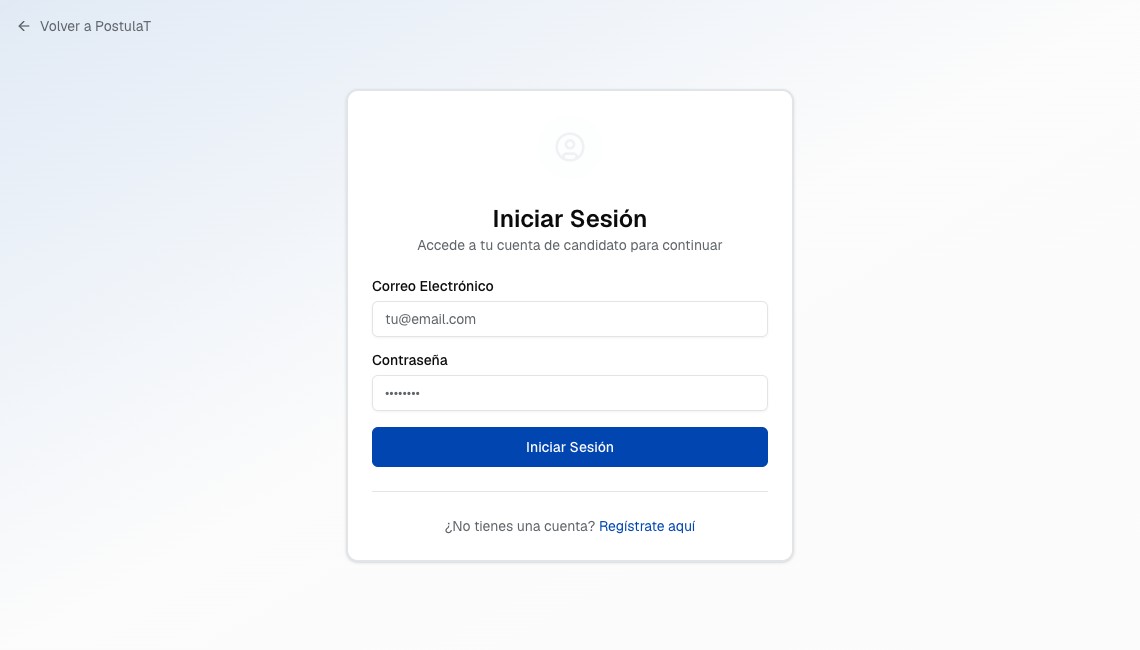 Volver a PostulaT
Iniciar Sesión
Accede a tu cuenta de candidato para continuar
Correo Electrónico
tu@email.com
Contraseña
••••••••
Iniciar Sesión
¿No tienes una cuenta? Regístrate aquí